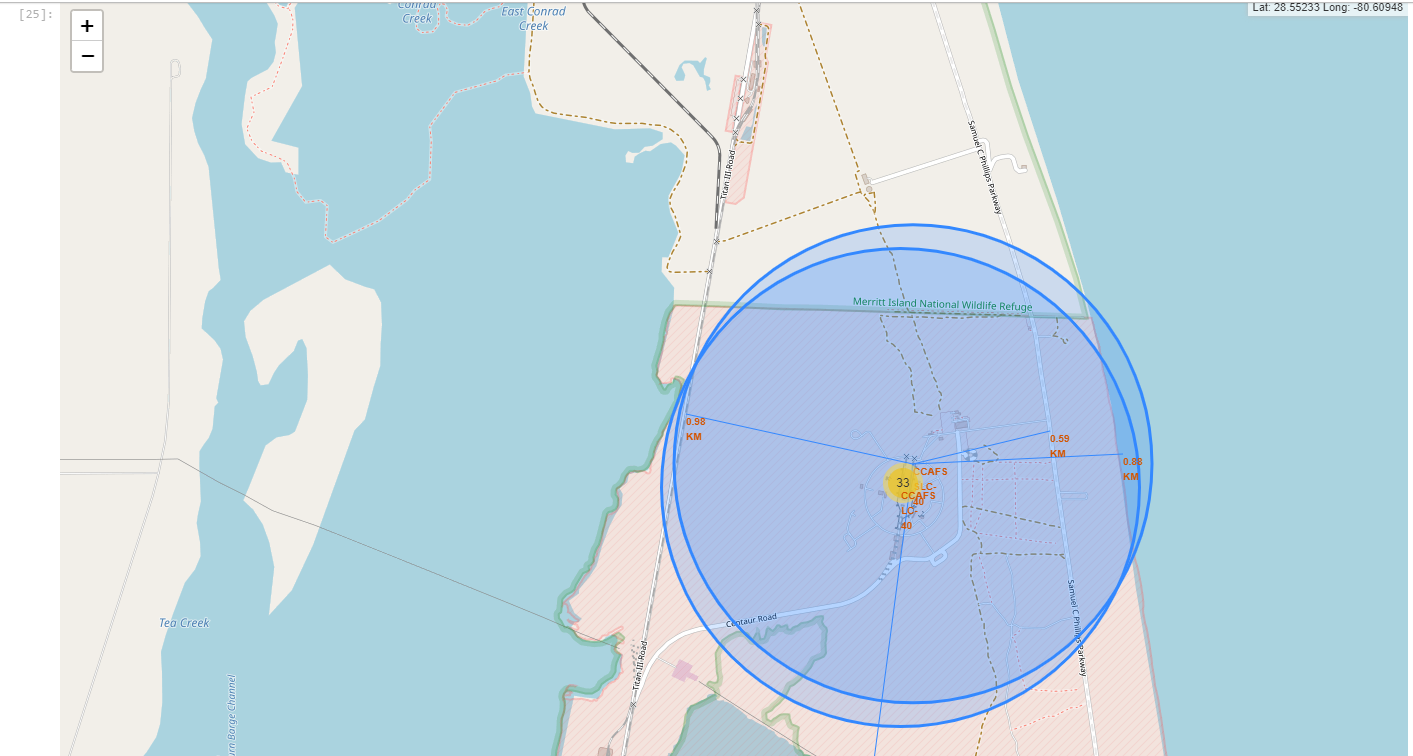 [25]:
+
−
Lat: 28.55233 Long: -80.60948
Conrad
Creek
East Conrad
Creek
Samuel C Phillips Parkway
Titan III Road
Merritt Island National Wildlife Refuge
0.98
KM
0.59
KM
0.88
KM
33
CCAFS
SLC-
40
CCAFS
LC-
40
Centaur Road
Samuel C Phillips Parkway
Titan III Road
Tea Creek
Barge Channel